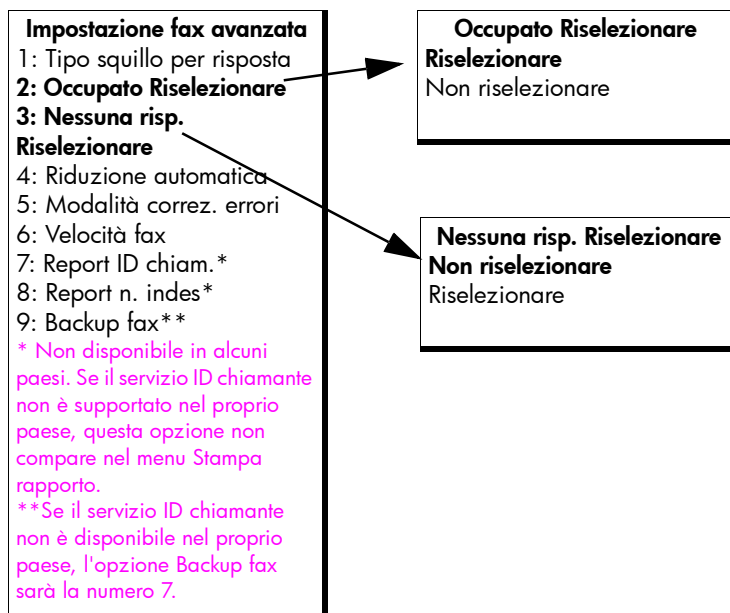 Impostazione fax avanzata
1: Tipo squillo per risposta
2: Occupato Riselezionare
3: Nessuna risp.
Riselezionare
4: Riduzione automatica
5: Modalità correz. errori
6: Velocità fax
7: Report ID chiam.*
8: Report n. indes*
9: Backup fax**
* Non disponibile in alcuni
paesi. Se il servizio ID chiamante
non è supportato nel proprio
paese, questa opzione non
compare nel menu Stampa
rapporto.
**Se il servizio ID chiamante
non è disponibile nel proprio
paese, l'opzione Backup fax
sarà la numero 7.
Occupato Riselezionare
Riselezionare
Non riselezionare
Nessuna risp. Riselezionare
Non riselezionare
Riselezionare